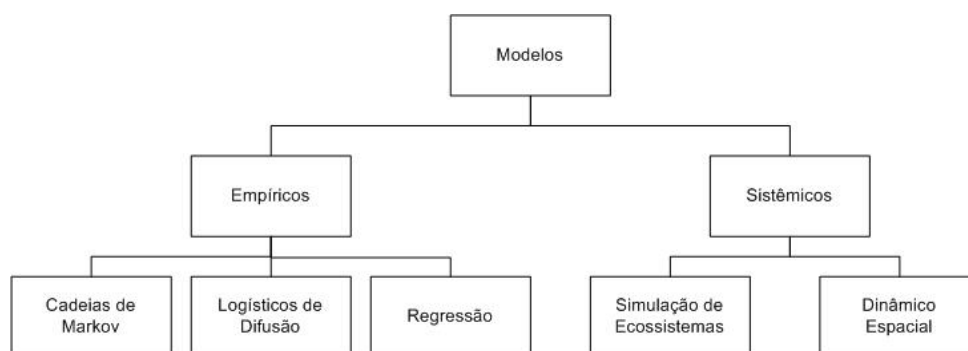 Modelos
Empíricos
Sistêmicos
Cadeias de
Markov
Logísticos de
Difusão
Regressão
Simulação de
Ecossistemas
Dinâmico
Espacial